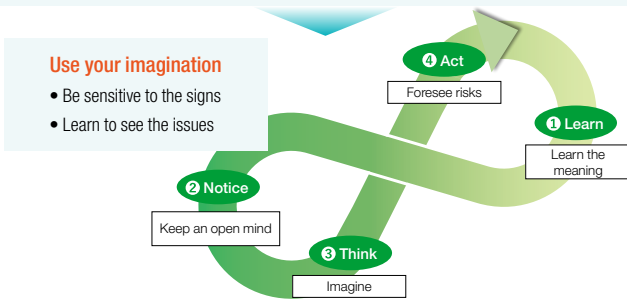 Use your imagination
• Be sensitive to the signs
• Learn to see the issues
❹ Act
Foresee risks
❶ Learn
Learn the
meaning
❷ Notice
Keep an open mind
❸ Think
Imagine